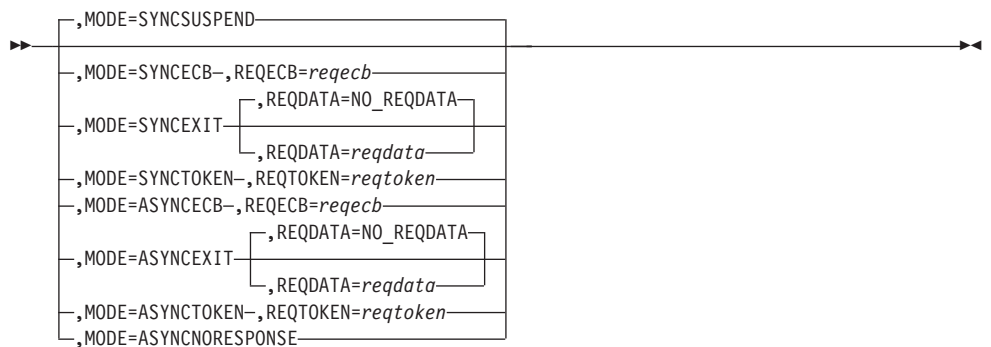 ,MODE=SYNCSUSPEND
,MODE=SYNCECB ,REQECB=reqecb
,REQDATA=NO_REQDATA
,MODE=SYNCEXIT
,REQDATA=reqdata
,MODE=SYNCTOKEN ,REQTOKEN=reqtoken
,MODE=ASYNCECB ,REQECB=reqecb
,REQDATA=NO_REQDATA
,MODE=ASYNCEXIT
,REQDATA=reqdata
,MODE=ASYNCTOKEN ,REQTOKEN=reqtoken
,MODE=ASYNCNORESPONSE